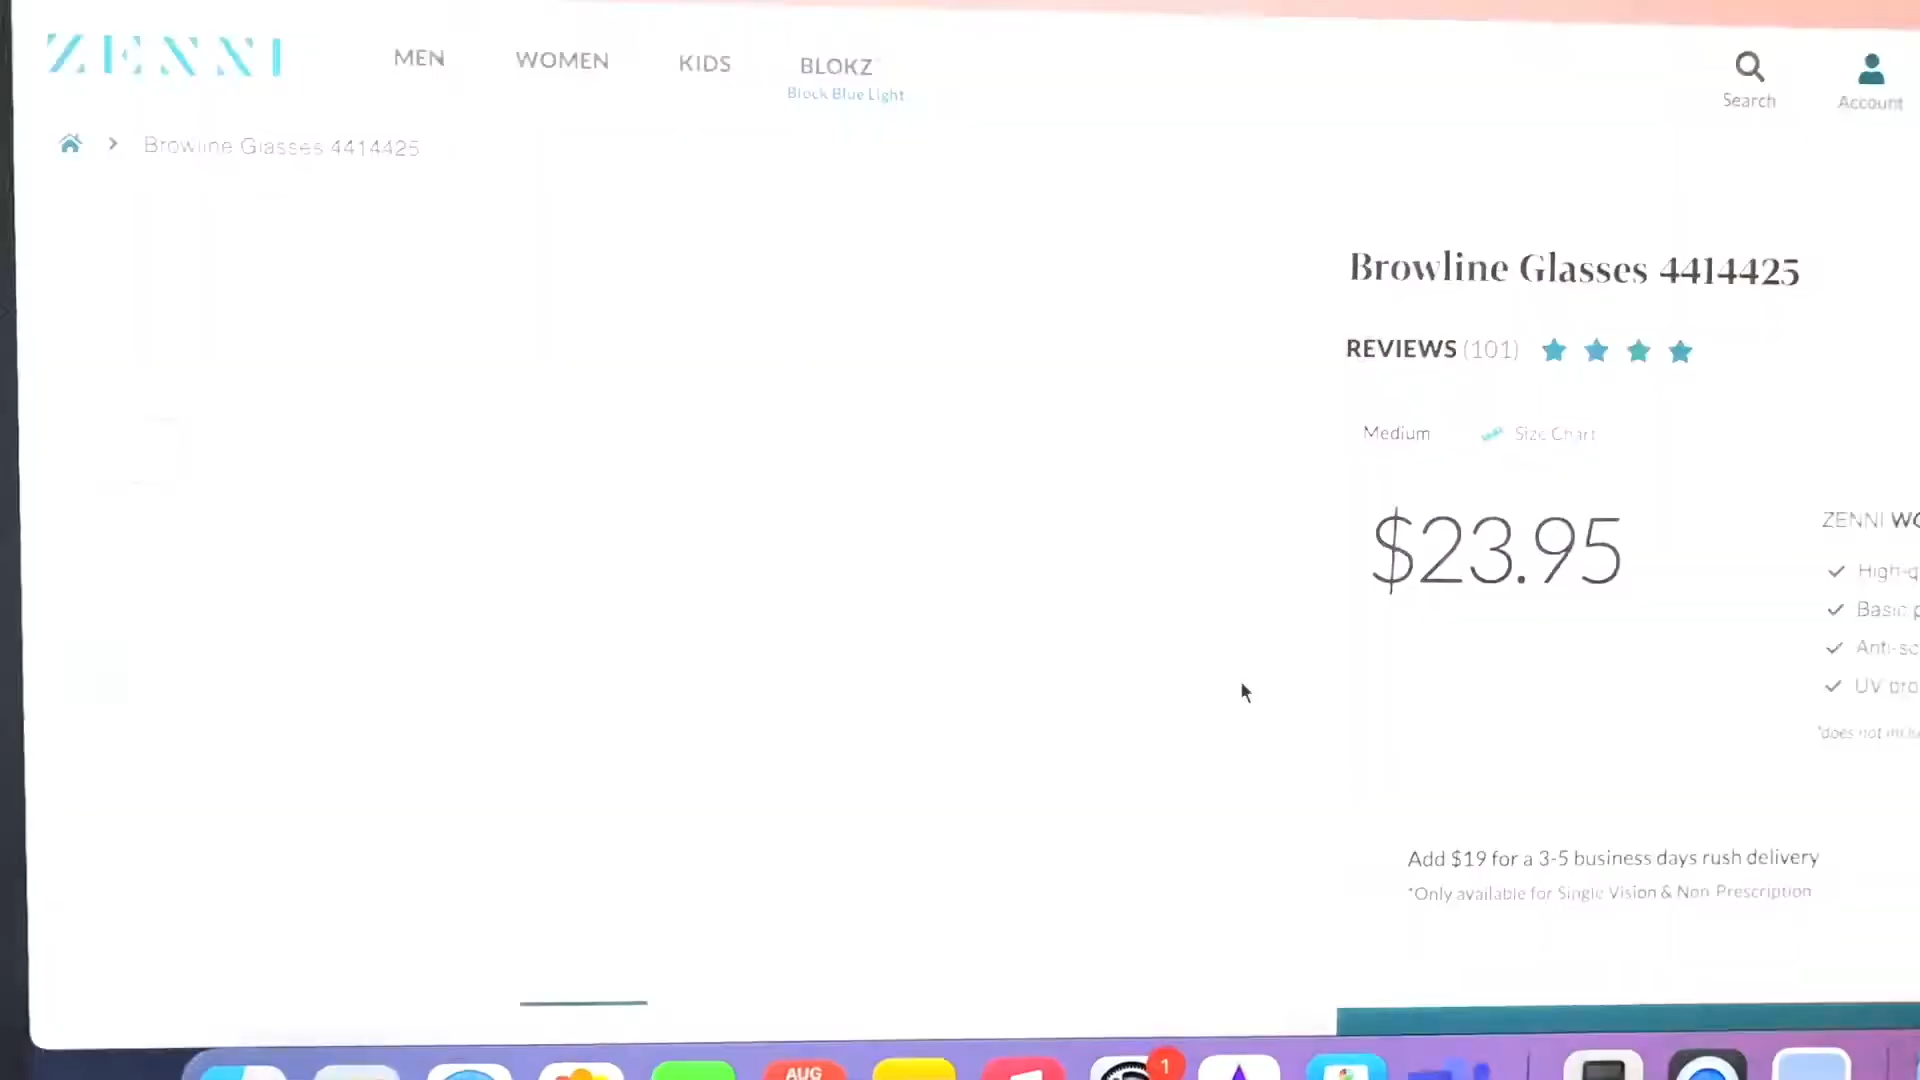 ZENNI
MEN
WOMEN
KIDS
BLOKZ
Block Blue Light
Search
Account
Browline Glasses 4414425
Browline Glasses 4414425
REVIEWS (101)
Medium
Size Chart
$23.95
ZENNI
Basic
Add $19 for a 3-5 business days rush delivery
*Only available for Single Vision & Non Prescription
AUG
1